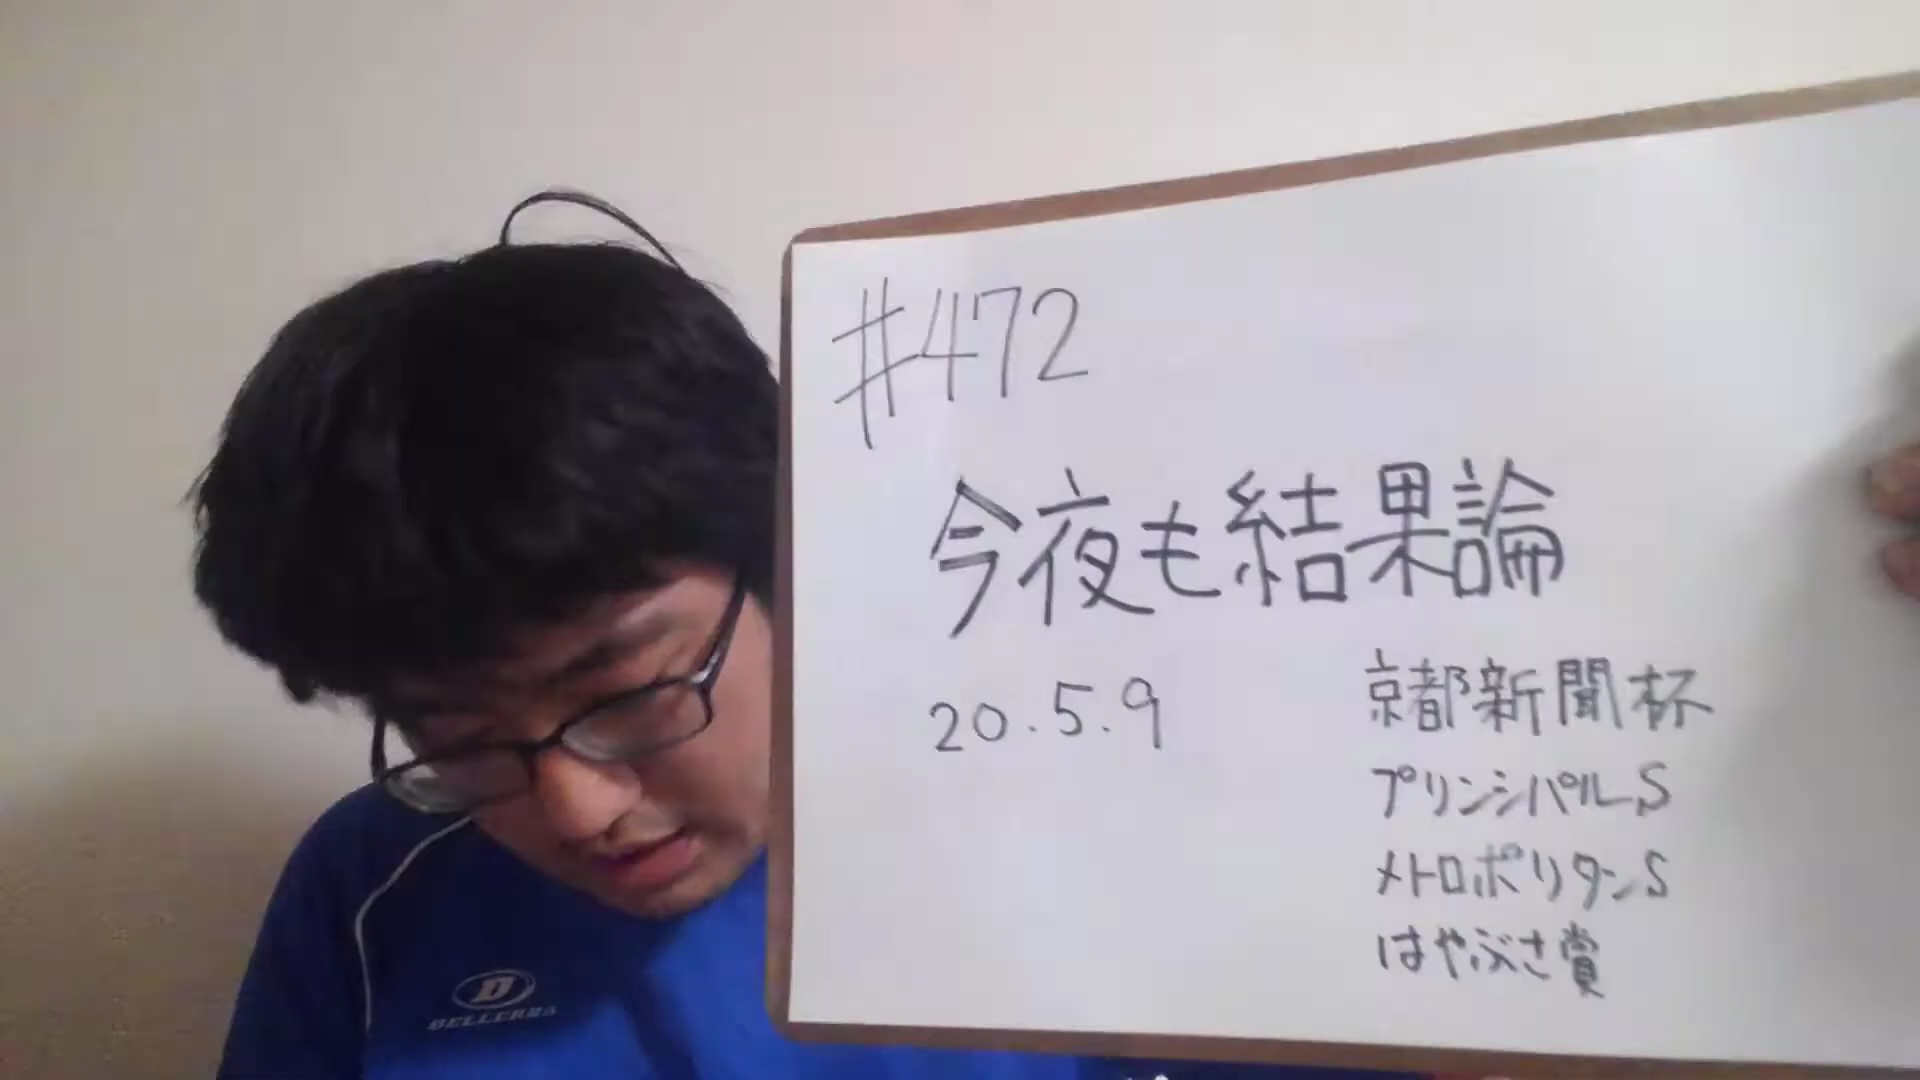 #472
今夜も結果論
20.5.9
京都新聞杯
プリンシパルS
メトロポリタンS
はやぶさ賞
D
BELLERZA